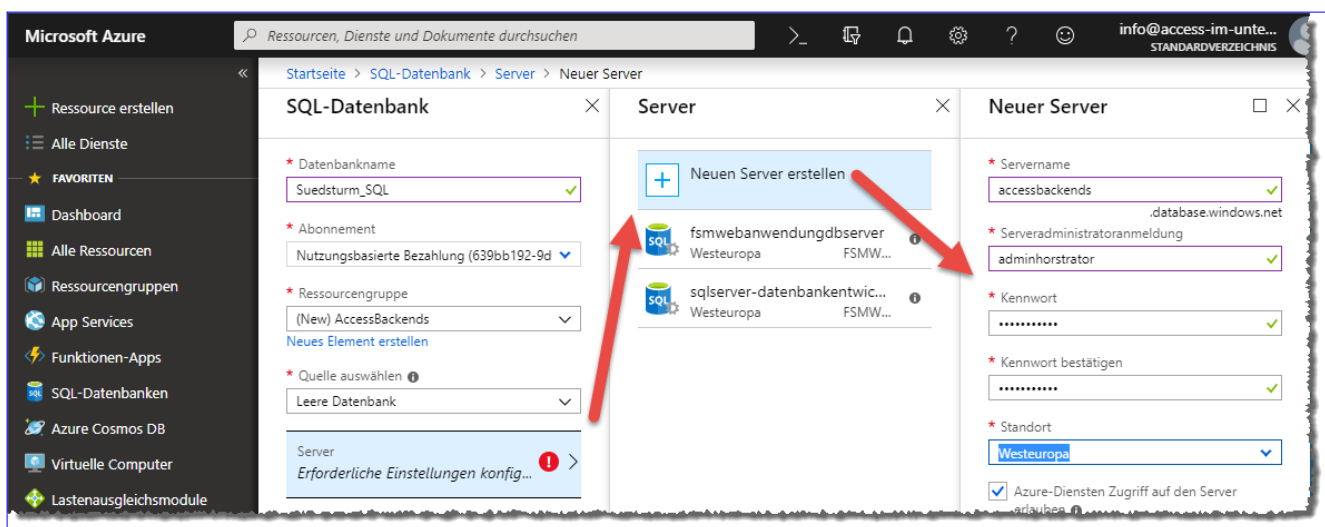 Microsoft Azure
Ressourcen, Dienste und Dokumente durchsuchen
info@access-im-unte...
STANDARDVERZEICHNIS
Startseite > SQL-Datenbank > Server > Neuer Server
Ressource erstellen
Alle Dienste
FAVORITEN
Dashboard
Alle Ressourcen
Ressourcengruppen
App Services
Funktionen-Apps
SQL-Datenbanken
Azure Cosmos DB
Virtuelle Computer
Lastenausgleichsmodule
SQL-Datenbank
* Datenbankname
Suedsturm_SQL
* Abonnement
Nutzungsbasierte Bezahlung (639bb192-9d
* Ressourcengruppe
(New) AccessBackends
Neues Element erstellen
* Quelle auswählen
Leere Datenbank
Server
Erforderliche Einstellungen konfig...
Server
Neuen Server erstellen
SQL
fsmwebanwendungdbserver
Westeuropa FSMW...
SQL
sqlserver-datenbankentwic...
Westeuropa FSMW...
Neuer Server
* Servername
accessbackends
.database.windows.net
* Serveradministratoranmeldung
adminhorstrator
* Kennwort
•••••••••••
* Kennwort bestätigen
•••••••••••
* Standort
Westeuropa
Azure-Diensten Zugriff auf den Server
erlauben